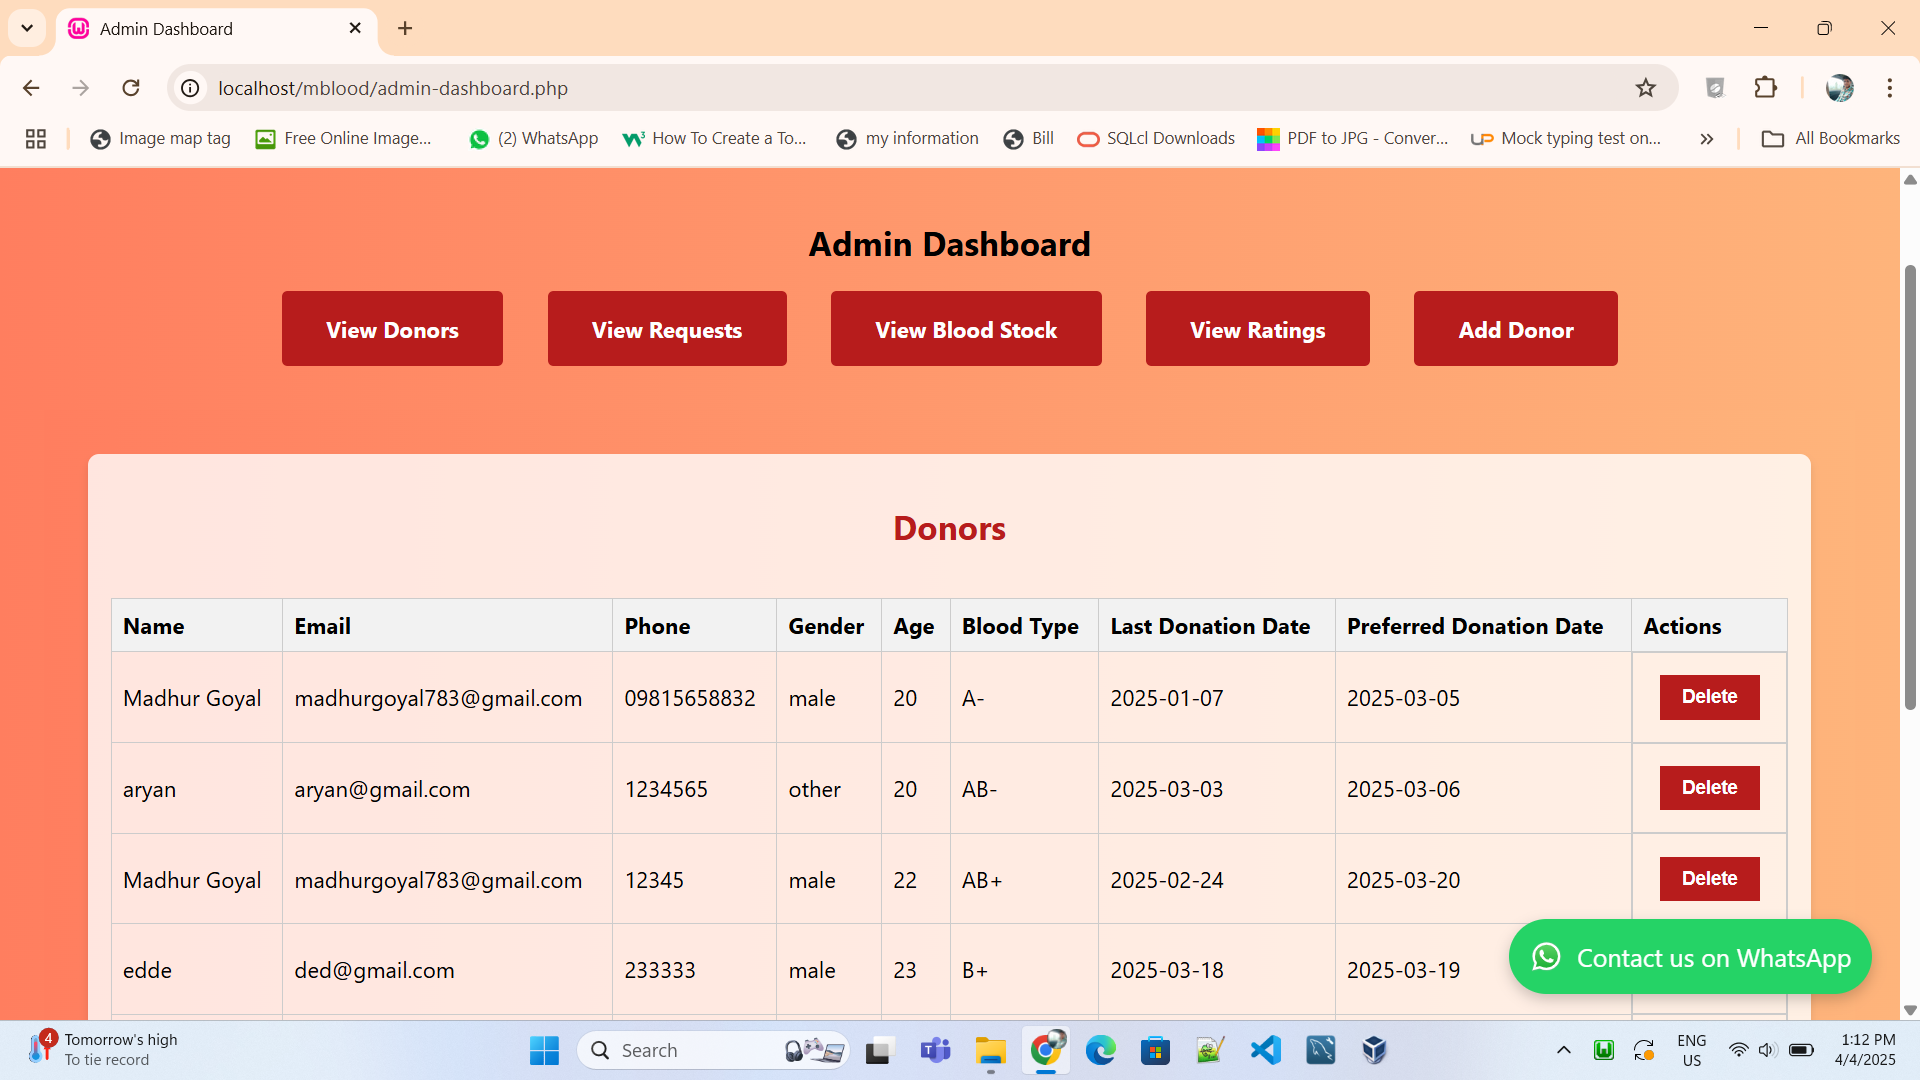 Admin Dashboard
localhost/mblood/admin-dashboard.php
Image map tag Free Online Image... (2) WhatsApp How To Create a To... my information Bill SQLcl Downloads PDF to JPG - Conver... Mock typing test on... » All Bookmarks
Admin Dashboard
View Donors View Requests View Blood Stock View Ratings Add Donor
Donors
Name Email Phone Gender Age Blood Type Last Donation Date Preferred Donation Date Actions
Madhur Goyal madhurgoyal783@gmail.com 09815658832 male 20 A- 2025-01-07 2025-03-05 Delete
aryan aryan@gmail.com 1234565 other 20 AB- 2025-03-03 2025-03-06 Delete
Madhur Goyal madhurgoyal783@gmail.com 12345 male 22 AB+ 2025-02-24 2025-03-20 Delete
edde ded@gmail.com 233333 male 23 B+ 2025-03-18 2025-03-19
Contact us on WhatsApp
4 Tomorrow's high
To tie record
Search
ENG
US
1:12 PM
4/4/2025